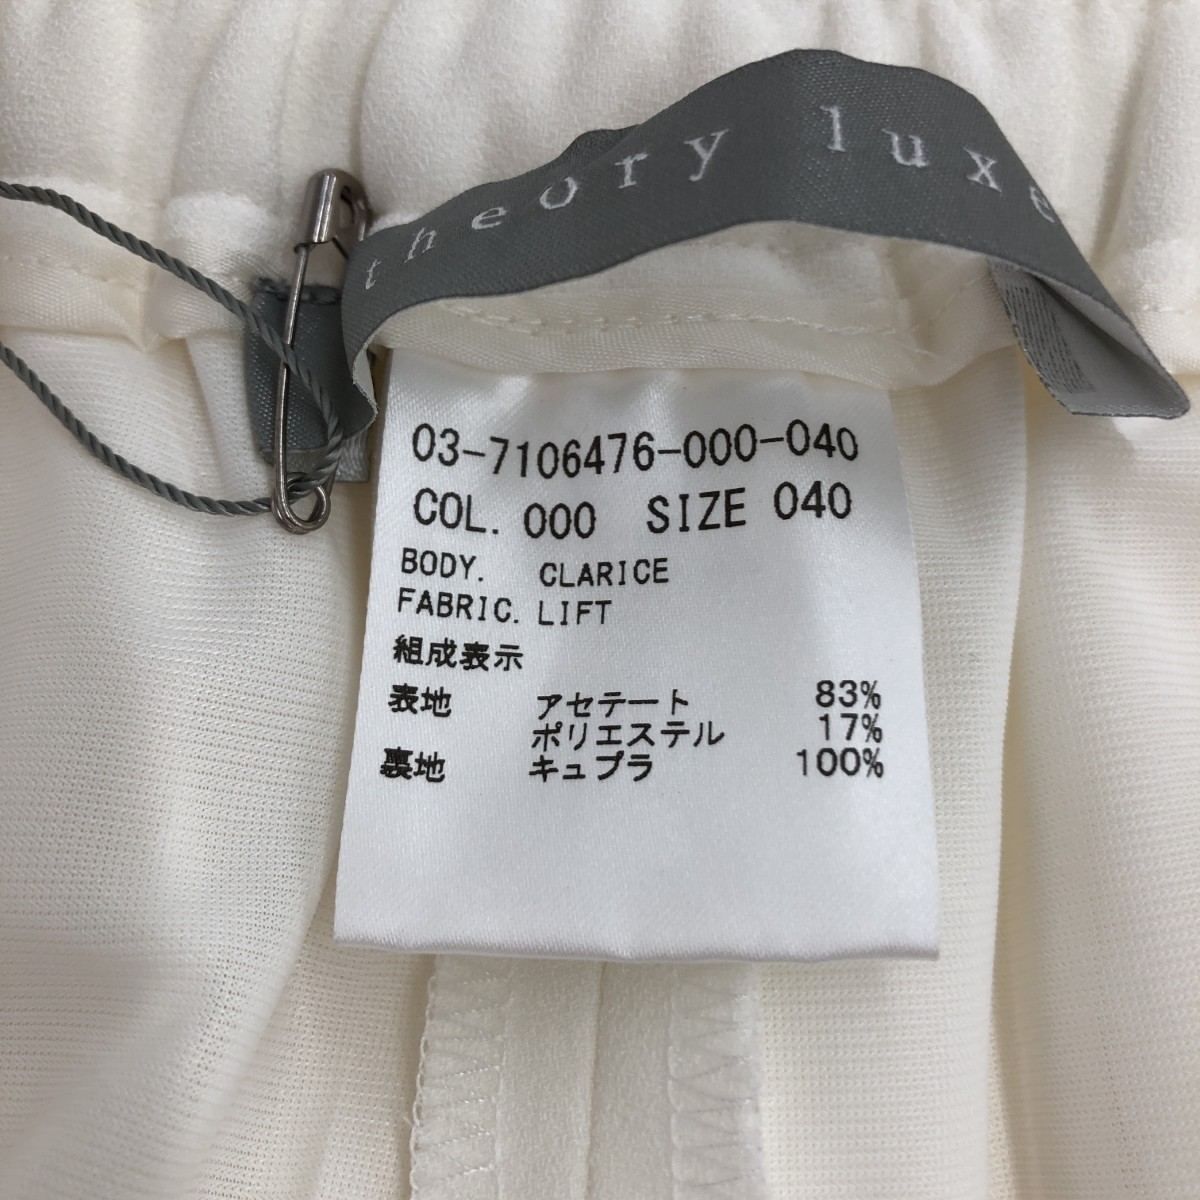 theory luxe
03-7106476-000-040
COL. 000 SIZE 040
BODY. CLARICE
FABRIC. LIFT
組成表示
表地 アセテート 83%
ポリエステル 17%
裏地 キュプラ 100%